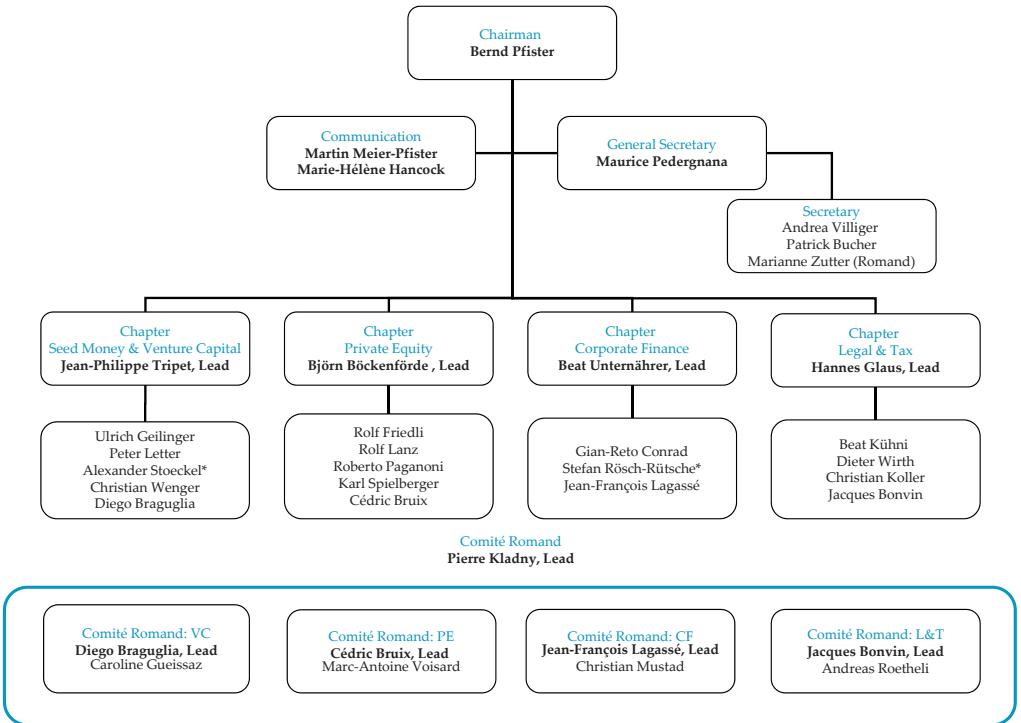 Chairman
Bernd Pfister
Communication
Martin Meier-Pfister
Marie-Hélène Hancock
General Secretary
Maurice Pedergnana
Secretary
Andrea Villiger
Patrick Bucher
Marianne Zutter (Romand)
Chapter
Seed Money & Venture Capital
Jean-Philippe Tripet, Lead
Chapter
Private Equity
Björn Böckenförde , Lead
Chapter
Corporate Finance
Beat Unternährer, Lead
Chapter
Legal & Tax
Hannes Glaus, Lead
Ulrich Geilinger
Peter Letter
Alexander Stoeckel*
Christian Wenger
Diego Braguglia
Rolf Friedli
Rolf Lanz
Roberto Paganoni
Karl Spielberger
Cédric Bruix
Gian-Reto Conrad
Stefan Rösch-Rütsche*
Jean-François Lagassé
Beat Kühni
Dieter Wirth
Christian Koller
Jacques Bonvin
Comité Romand
Pierre Kladny, Lead
Comité Romand: VC
Diego Braguglia, Lead
Caroline Gueissaz
Comité Romand: PE
Cédric Bruix, Lead
Marc-Antoine Voisard
Comité Romand: CF
Jean-François Lagassé, Lead
Christian Mustad
Comité Romand: L&T
Jacques Bonvin, Lead
Andreas Roetheli